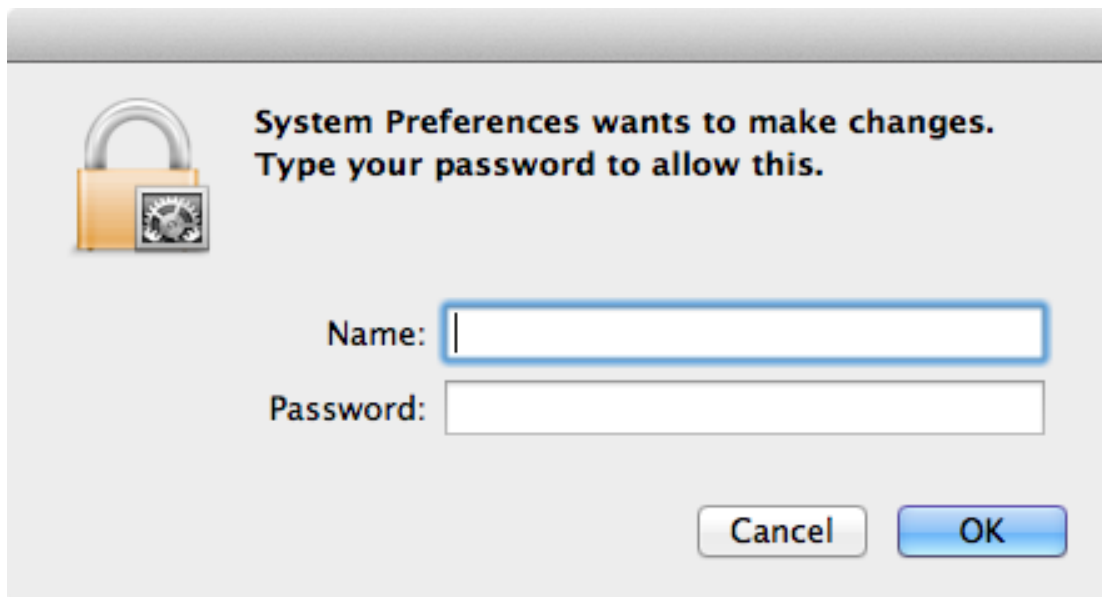 System Preferences wants to make changes.
Type your password to allow this.
Name:
Password:
Cancel
OK